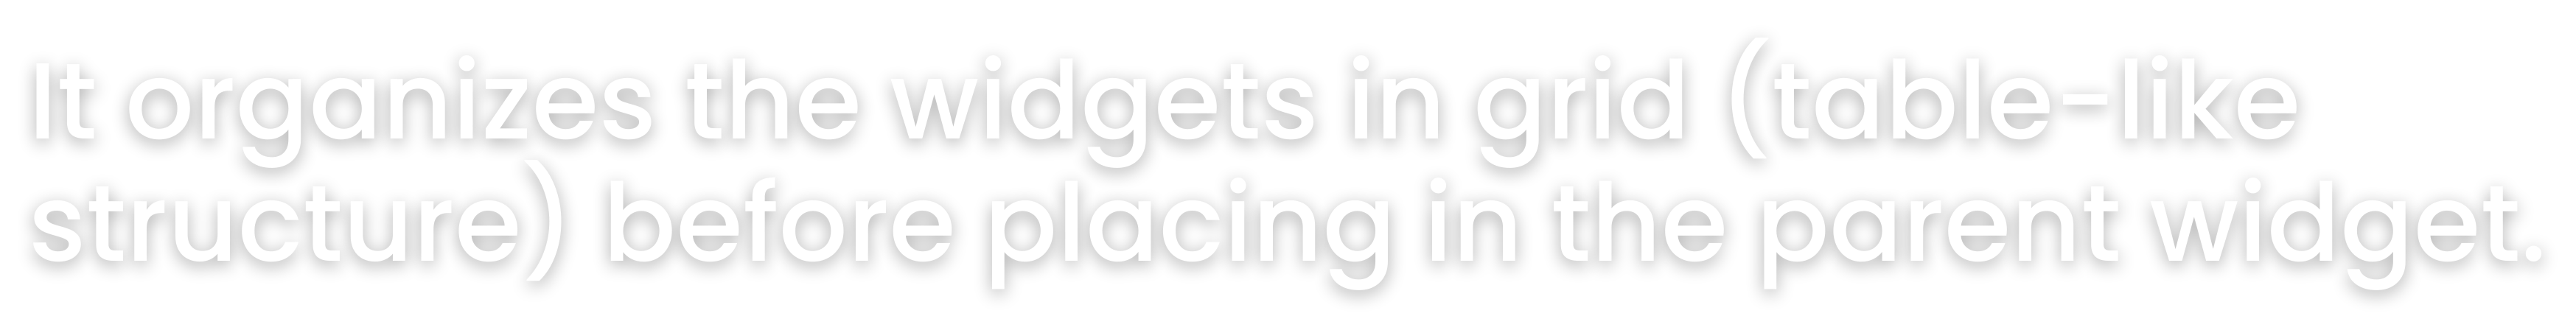 It organizes the widgets in grid (table-like
structure) before placing in the parent widget.